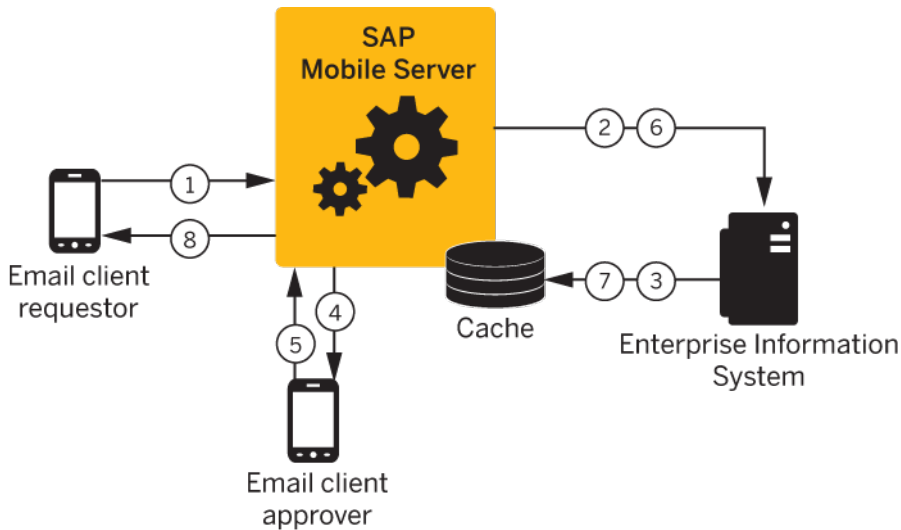 SAP
Mobile Server
1
2
6
8
Email client
requestor
7
3
4
5
Cache
Enterprise Information
System
Email client
approver